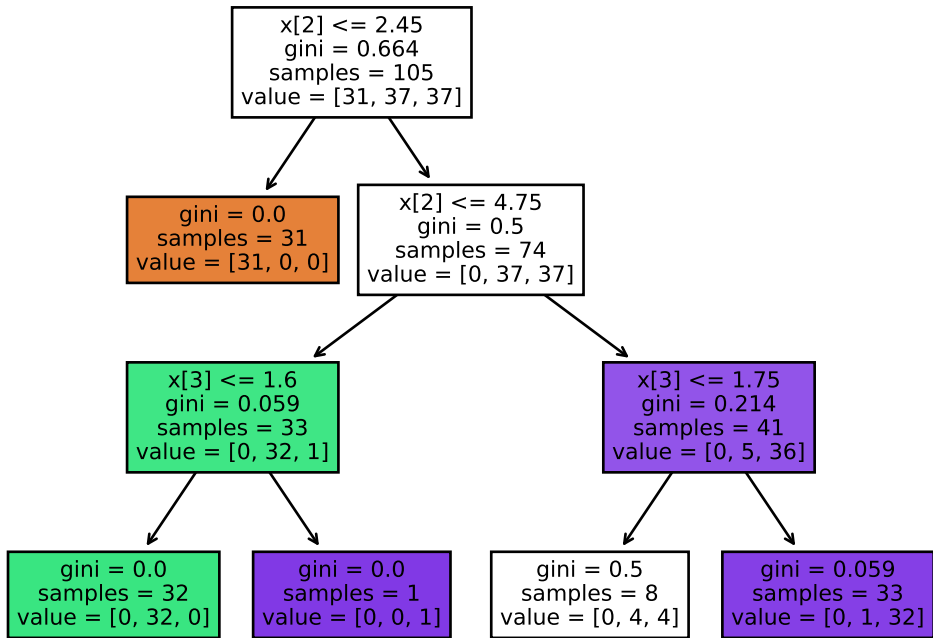 x[2] <= 2.45
gini = 0.664
samples = 105
value = [31, 37, 37]
gini = 0.0
samples = 31
value = [31, 0, 0]
x[2] <= 4.75
gini = 0.5
samples = 74
value = [0, 37, 37]
x[3] <= 1.6
gini = 0.059
samples = 33
value = [0, 32, 1]
x[3] <= 1.75
gini = 0.214
samples = 41
value = [0, 5, 36]
gini = 0.0
samples = 32
value = [0, 32, 0]
gini = 0.0
samples = 1
value = [0, 0, 1]
gini = 0.5
samples = 8
value = [0, 4, 4]
gini = 0.059
samples = 33
value = [0, 1, 32]